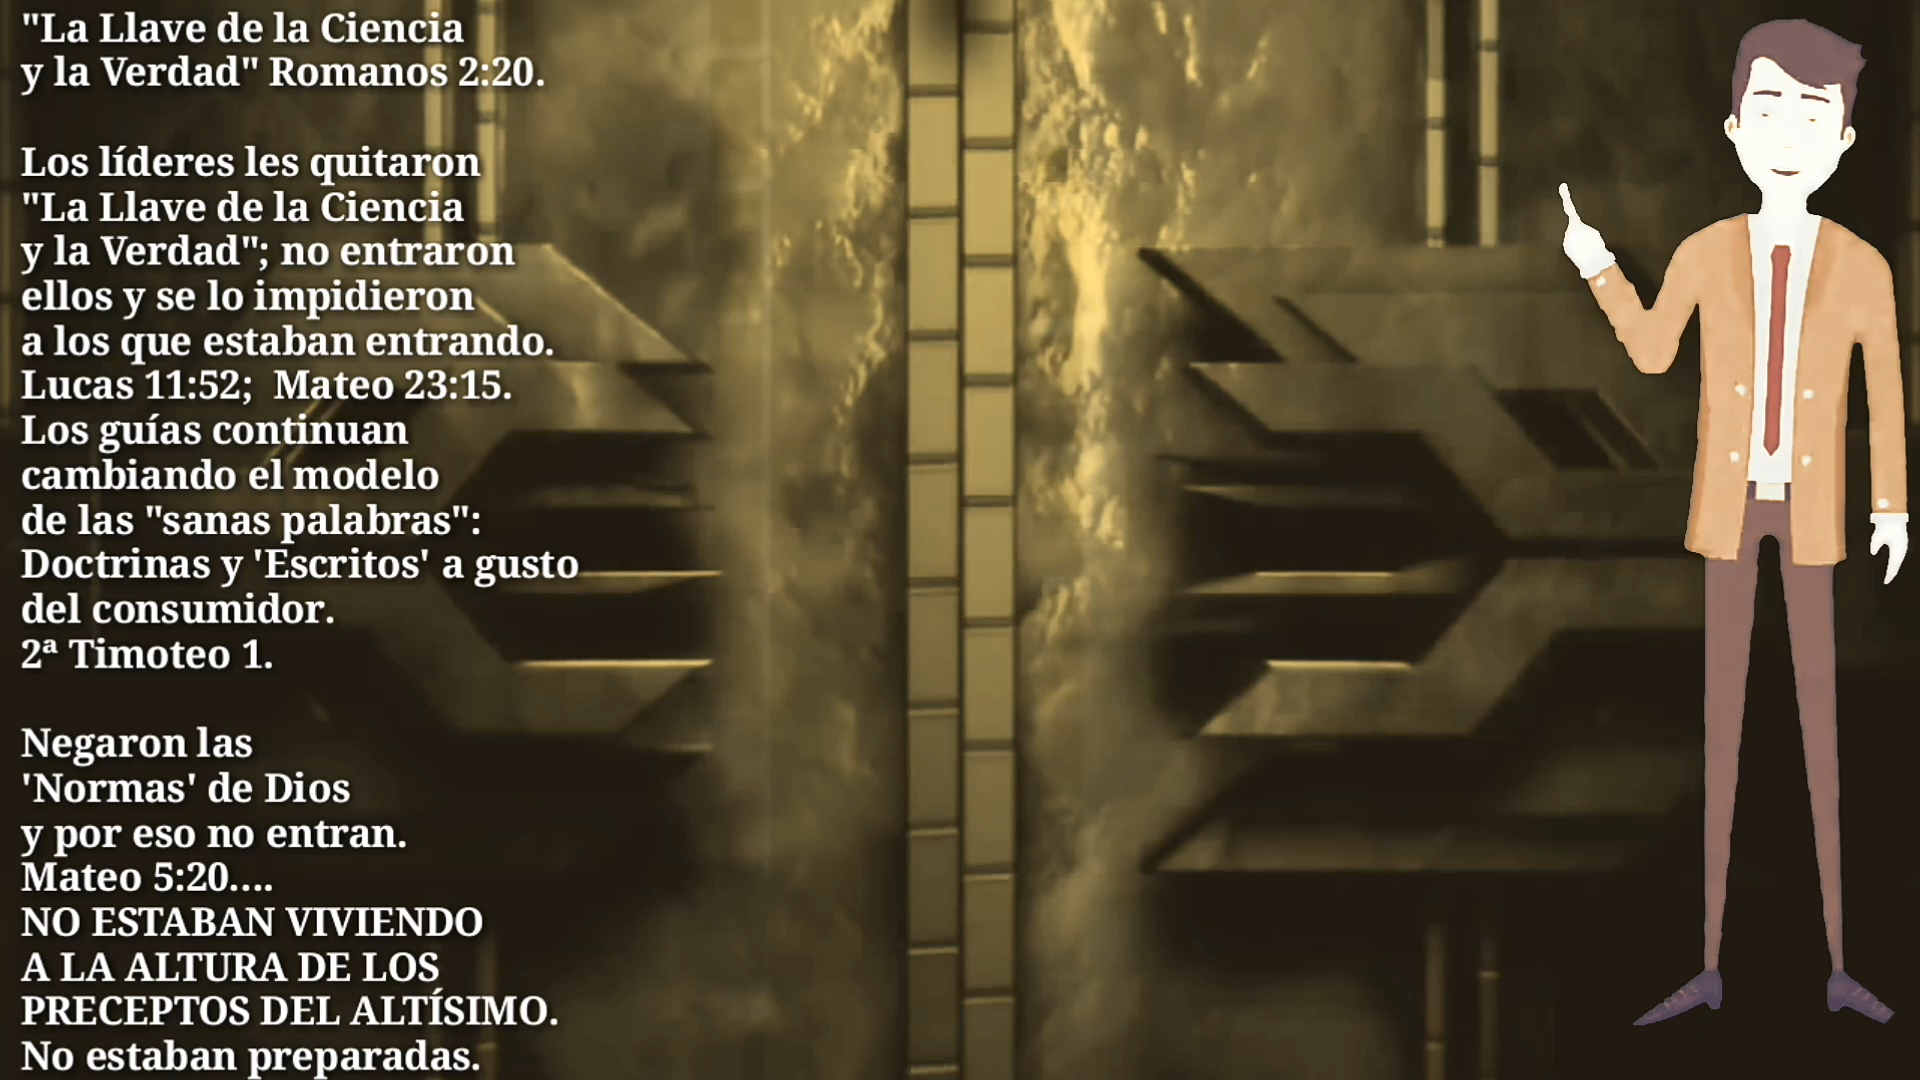 "La Llave de la Ciencia
y la Verdad" Romanos 2:20.
Los líderes les quitaron
"La Llave de la Ciencia
y la Verdad"; no entraron
ellos y se lo impidieron
a los que estaban entrando.
Lucas 11:52;  Mateo 23:15.
Los guías continuan
cambiando el modelo
de las "sanas palabras":
Doctrinas y 'Escritos' a gusto
del consumidor.
2ª Timoteo 1.
Negaron las
'Normas' de Dios
y por eso no entran.
Mateo 5:20....
NO ESTABAN VIVIENDO
A LA ALTURA DE LOS
PRECEPTOS DEL ALTÍSIMO.
No estaban preparadas.